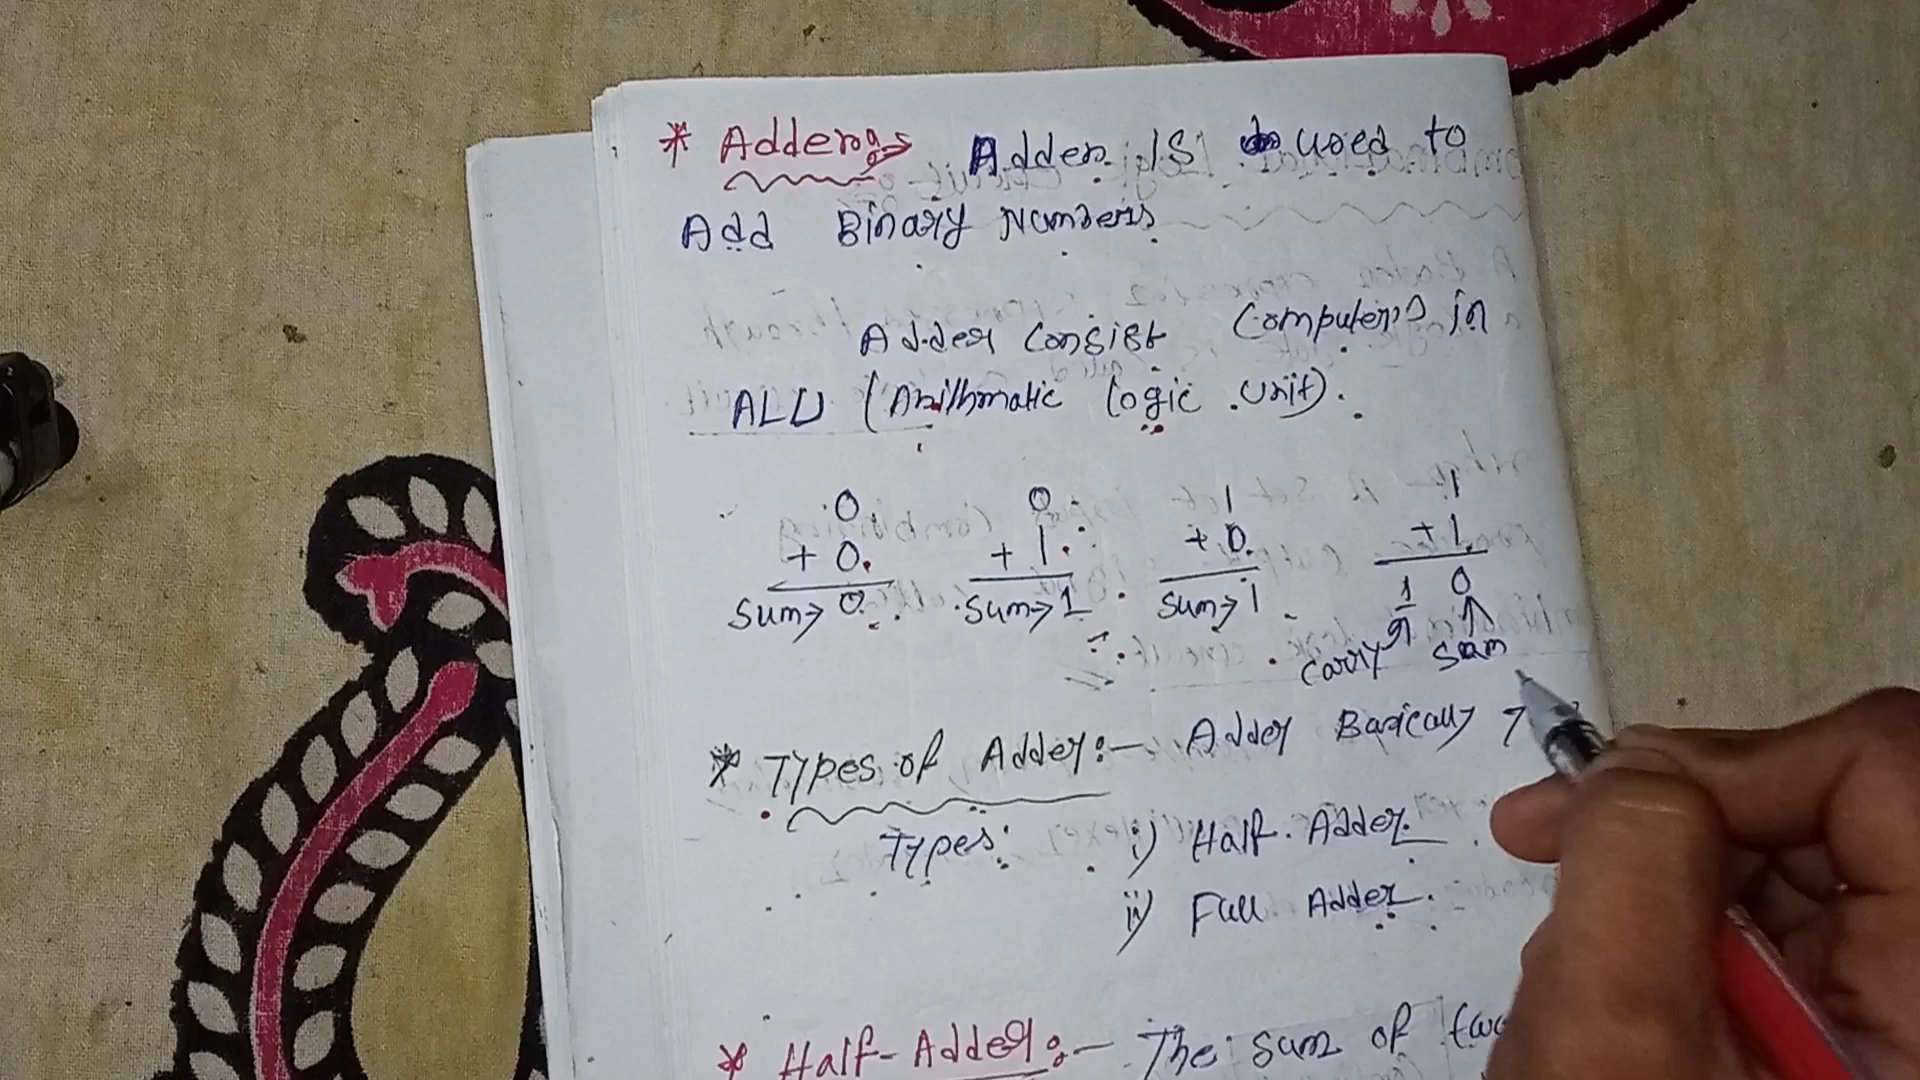 * Adder:→ Adder is used to
Add Binary Numbers.
Adder Consist Computers in
ALU (Arithmatic Logic Unit).
0 0 1 1
+ 0 + 1 + 0 + 1
Sum→ 0 Sum→ 1 Sum→ 1 1 0
Carry Sum
* Types of Adder:- Adder Basically
Types: i) Half Adder.
ii) Full Adder.
* Half-Adder:- The sum of